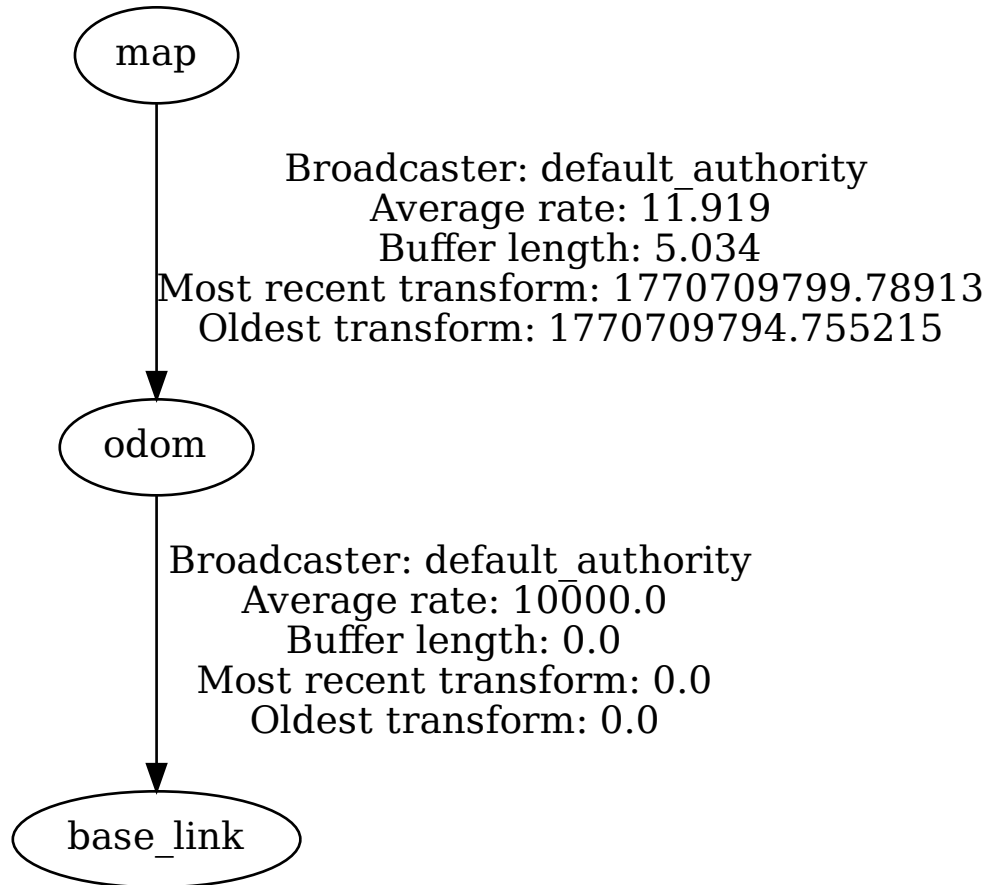 map
Broadcaster: default_authority
Average rate: 11.919
Buffer length: 5.034
Most recent transform: 1770709799.78913
Oldest transform: 1770709794.755215
odom
Broadcaster: default_authority
Average rate: 10000.0
Buffer length: 0.0
Most recent transform: 0.0
Oldest transform: 0.0
base_link